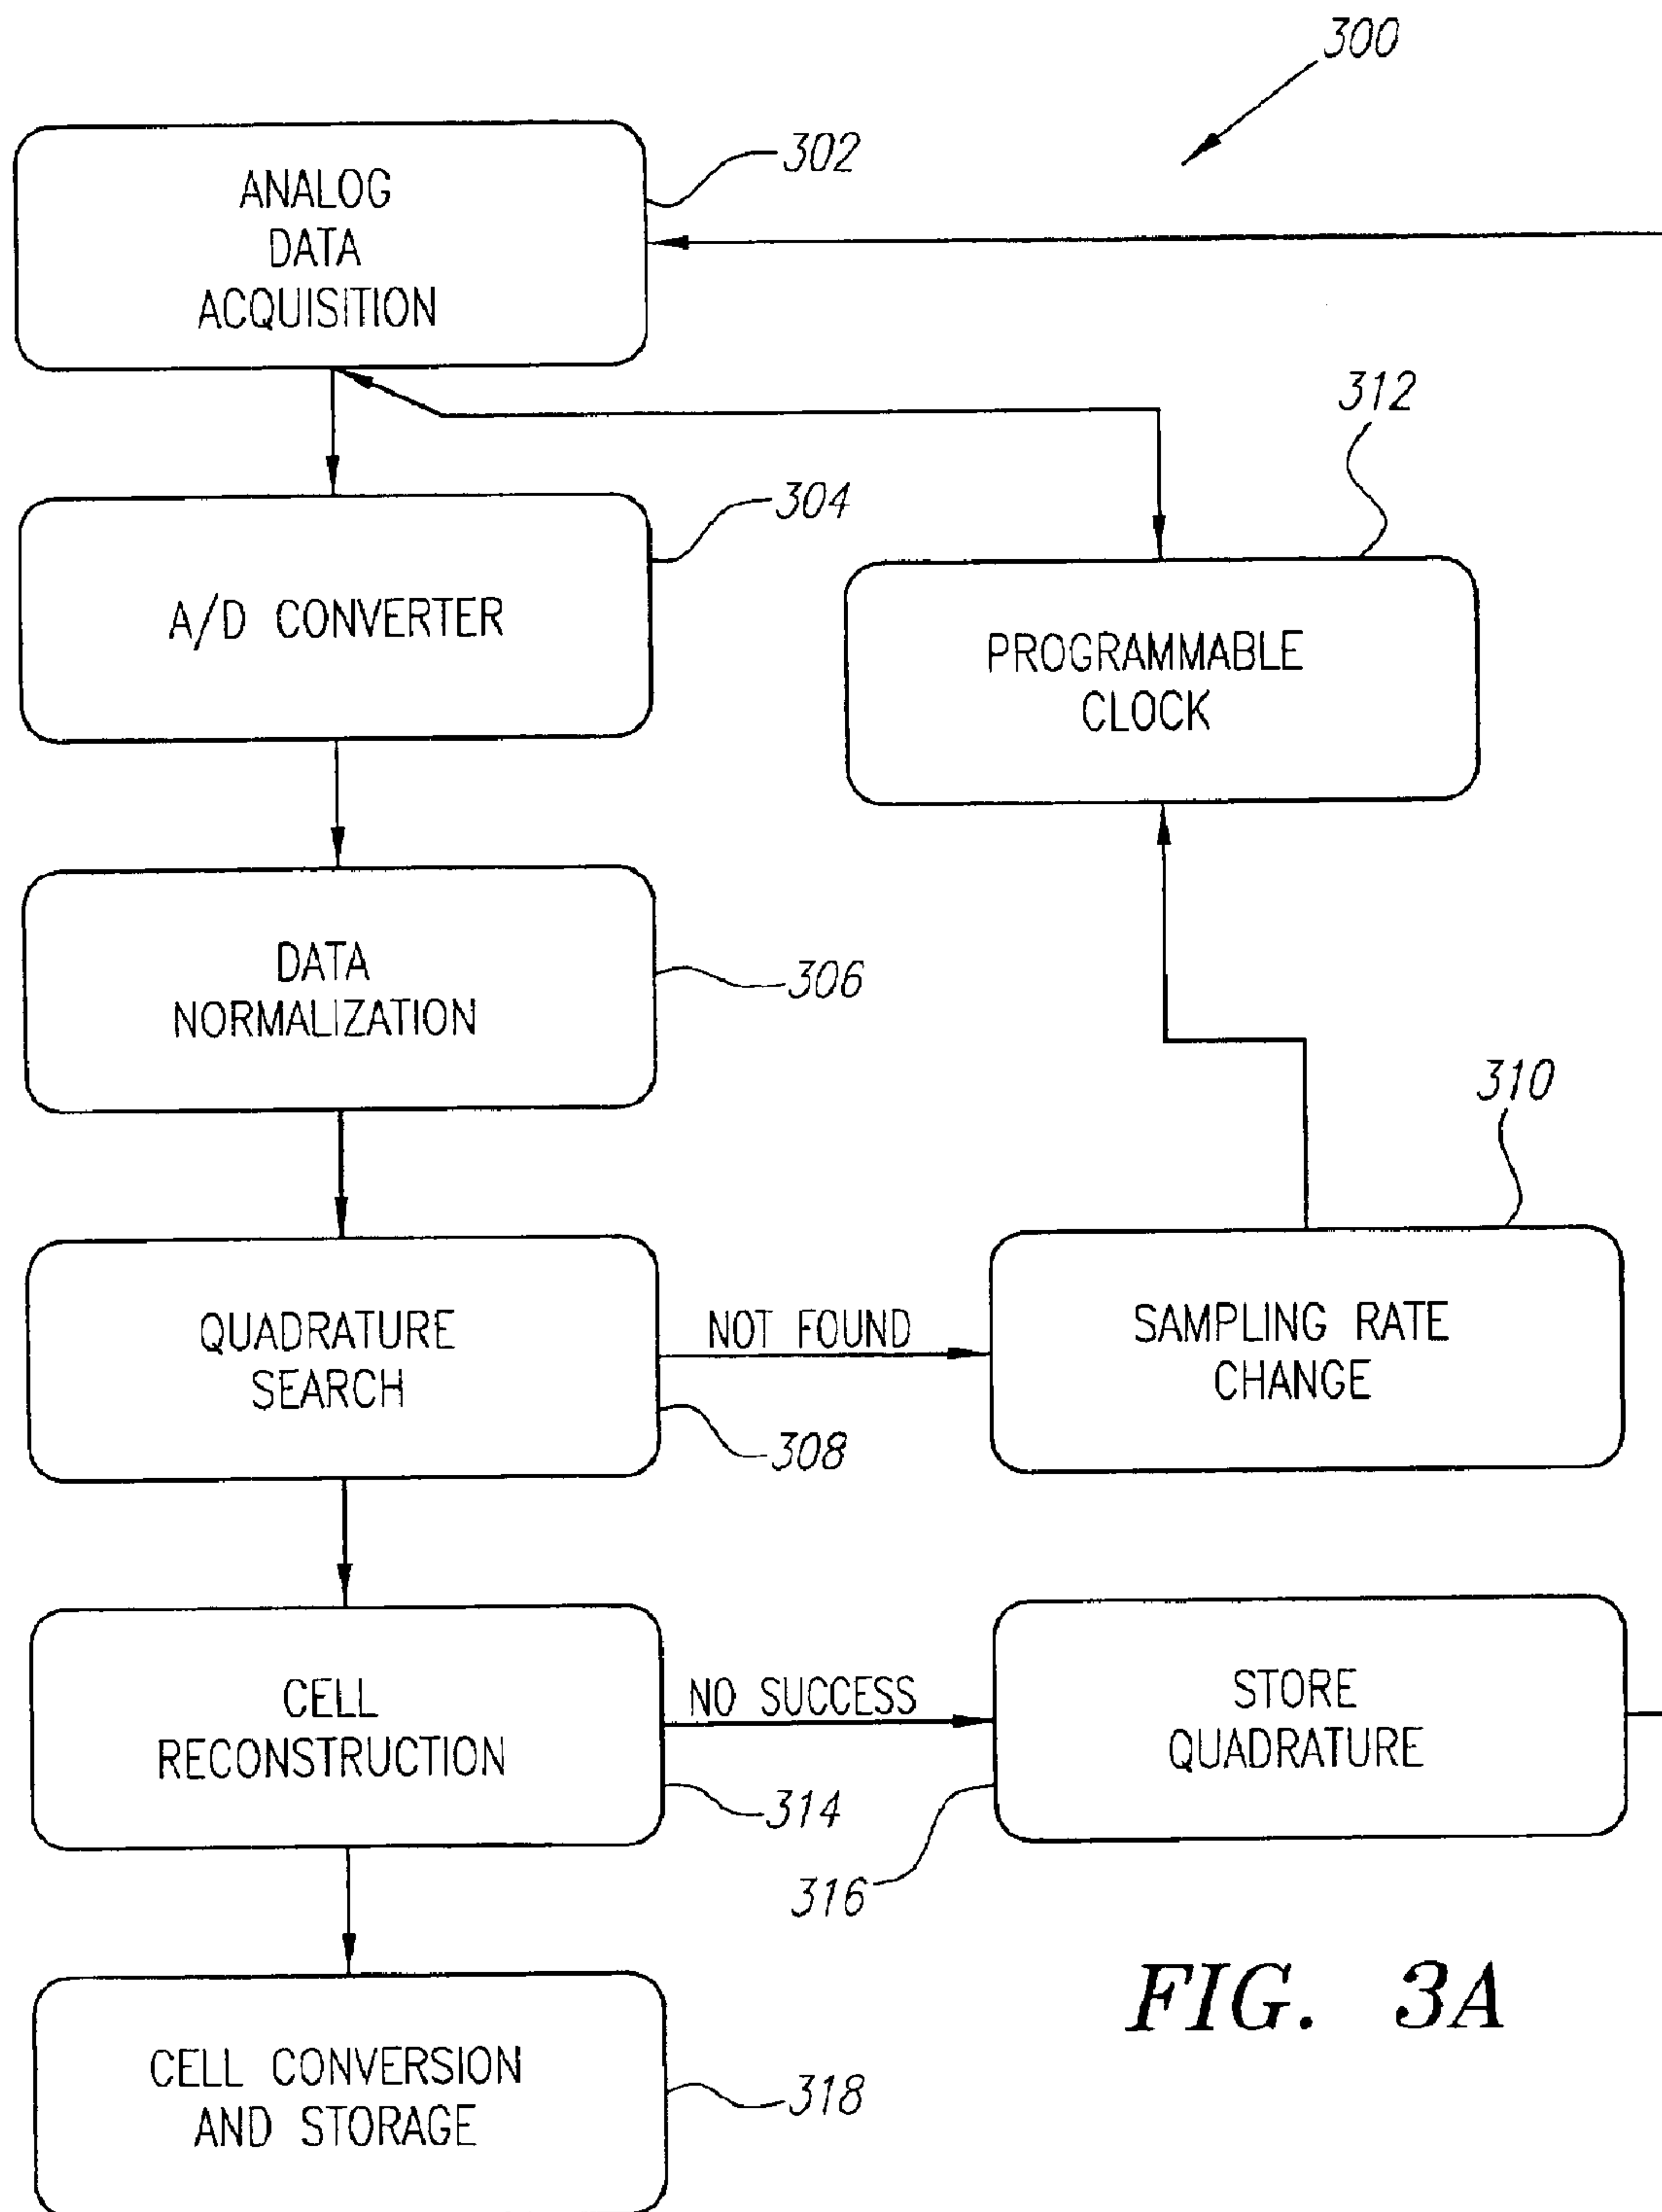 300
ANALOG
DATA
ACQUISITION
302
312
A/D CONVERTER
304
PROGRAMMABLE
CLOCK
DATA
NORMALIZATION
306
310
QUADRATURE
SEARCH
308
NOT FOUND
SAMPLING RATE
CHANGE
CELL
RECONSTRUCTION
314
NO SUCCESS
STORE
QUADRATURE
316
CELL CONVERSION
AND STORAGE
318
FIG. 3A